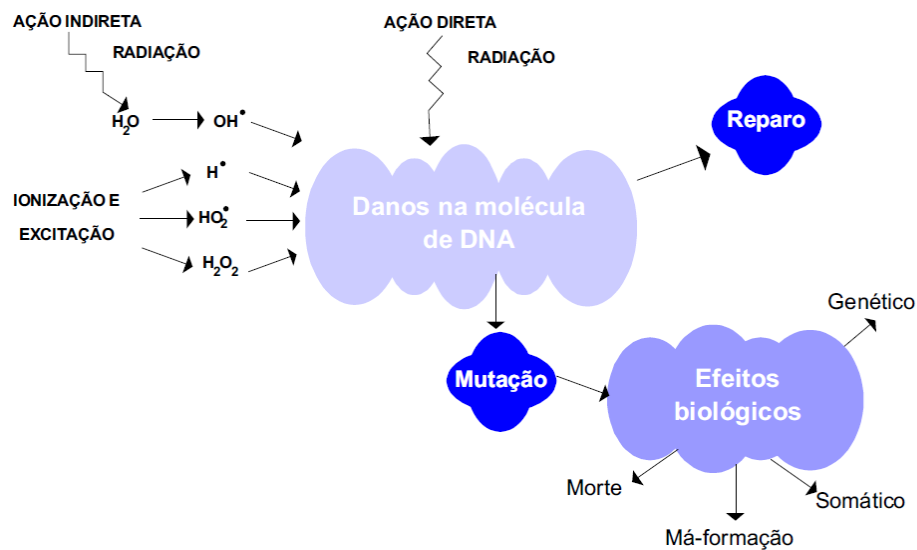 AÇÃO INDIRETA
RADIAÇÃO
AÇÃO DIRETA
RADIAÇÃO
H₂O
OH•
H•
IONIZAÇÃO E
EXCITAÇÃO
HO₂•
H₂O₂
Danos na molécula
de DNA
Reparo
Mutação
Efeitos
biológicos
Genético
Morte
Somático
Má-formação